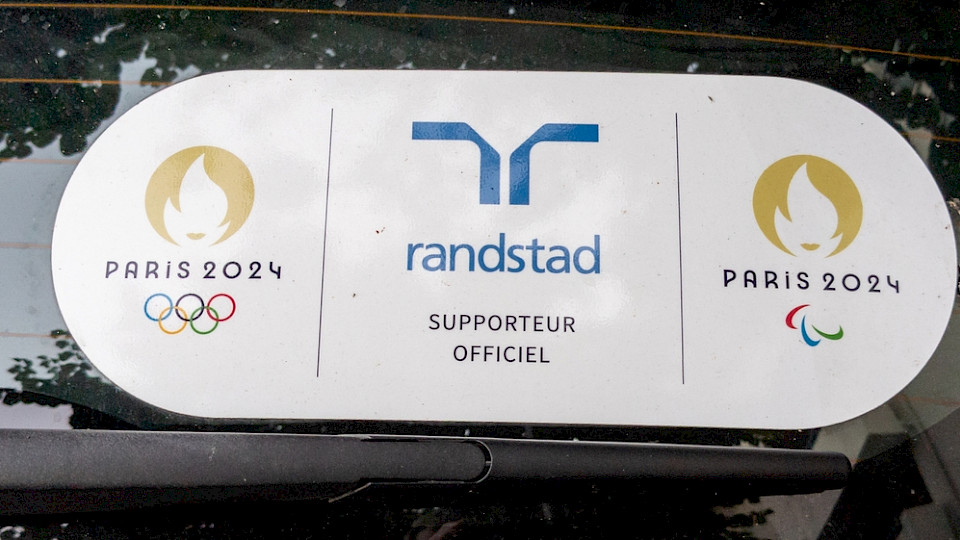 PARiS 2024
randstad
SUPPORTEUR
OFFICIEL
PARiS 2024